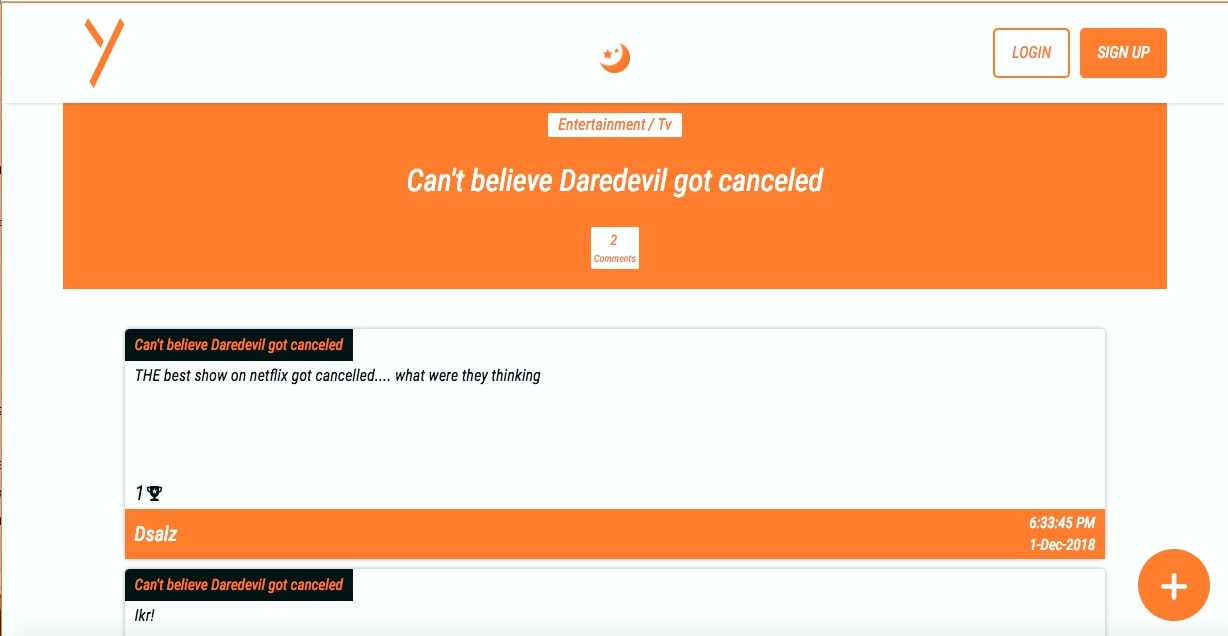 Y
LOGIN
SIGN UP
Entertainment / Tv
Can't believe Daredevil got canceled
2
Comments
Can't believe Daredevil got canceled
THE best show on netflix got cancelled.... what were they thinking
1
Dsalz
6:33:45 PM
1-Dec-2018
Can't believe Daredevil got canceled
Ikr!